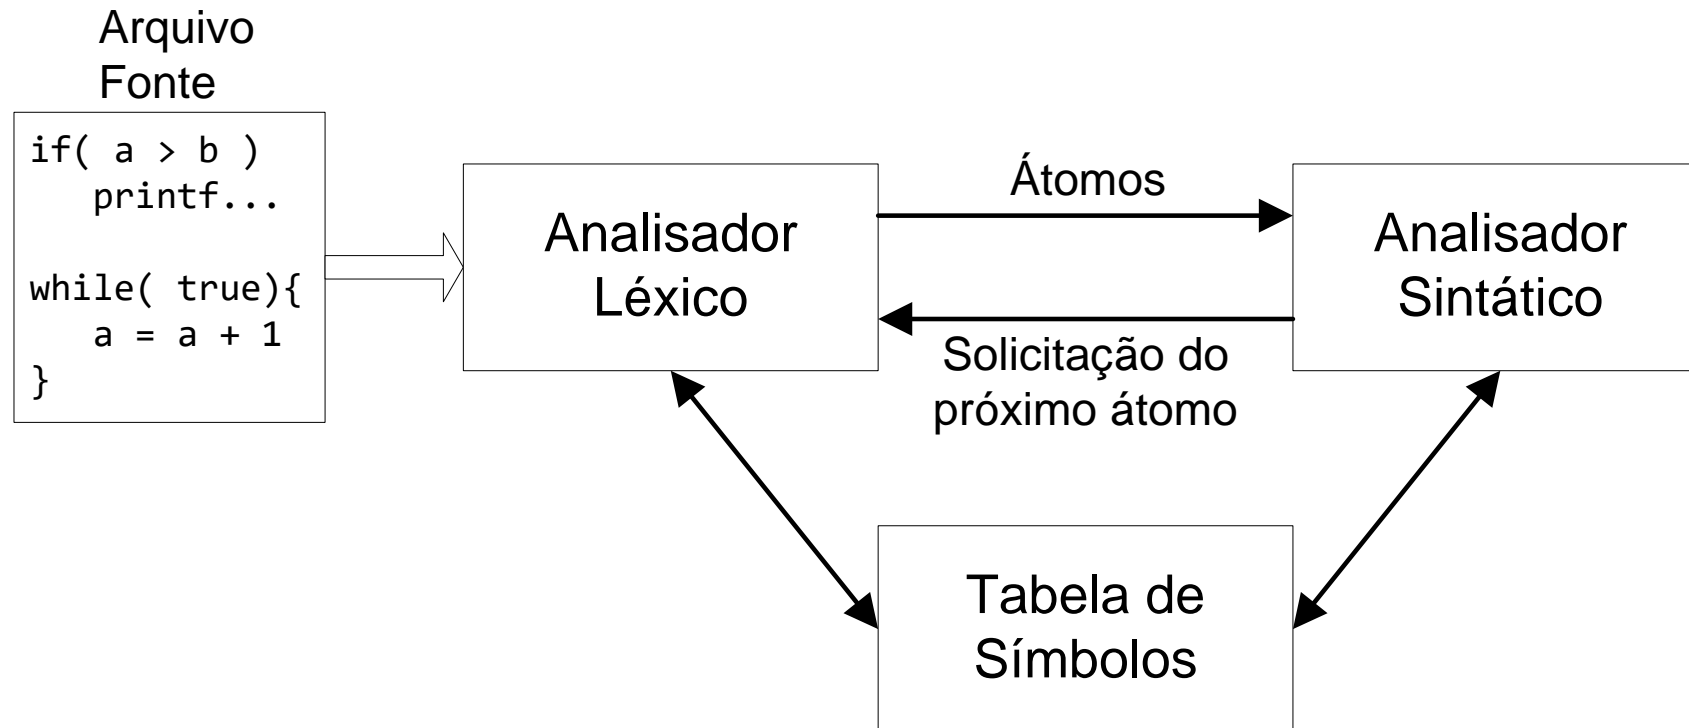 Arquivo
Fonte
if( a > b )
   printf...
while( true){
   a = a + 1
}
Analisador
Léxico
Átomos
Solicitação do
próximo átomo
Analisador
Sintático
Tabela de
Símbolos